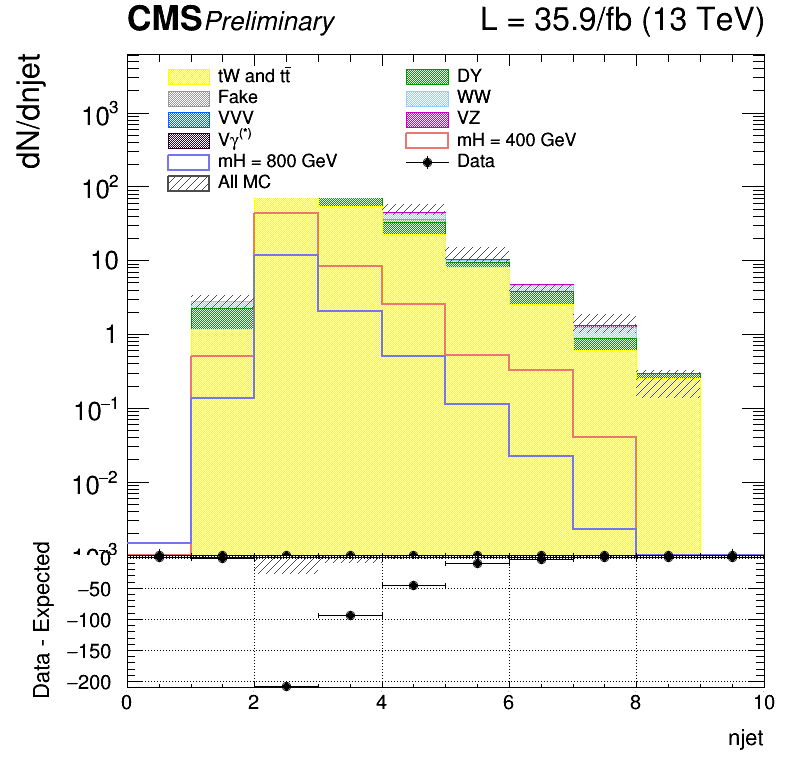 CMS Preliminary L = 35.9/fb (13 TeV)
dN/dnjet
tW and tt̄ DY
Fake WW
VVV VZ
Vγ(*) mH = 400 GeV
mH = 800 GeV Data
All MC
10³
10²
10
1
10⁻¹
10⁻²
Data - Expected
0
−50
−100
−150
−200
0 2 4 6 8 10
njet